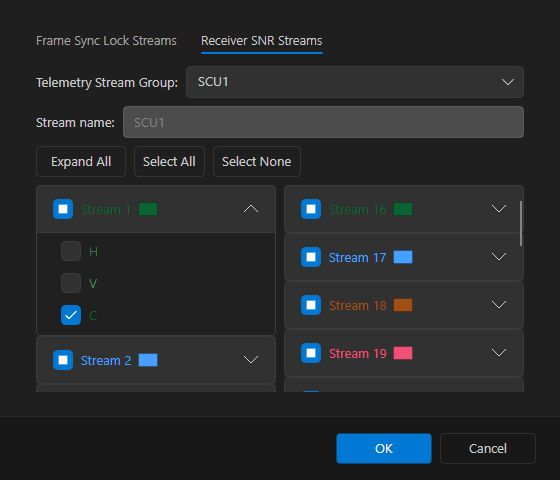 Frame Sync Lock Streams
Receiver SNR Streams
Telemetry Stream Group:
SCU1
Stream name:
SCU1
Expand All
Select All
Select None
Stream 1
H
V
C
Stream 2
Stream 16
Stream 17
Stream 18
Stream 19
OK
Cancel